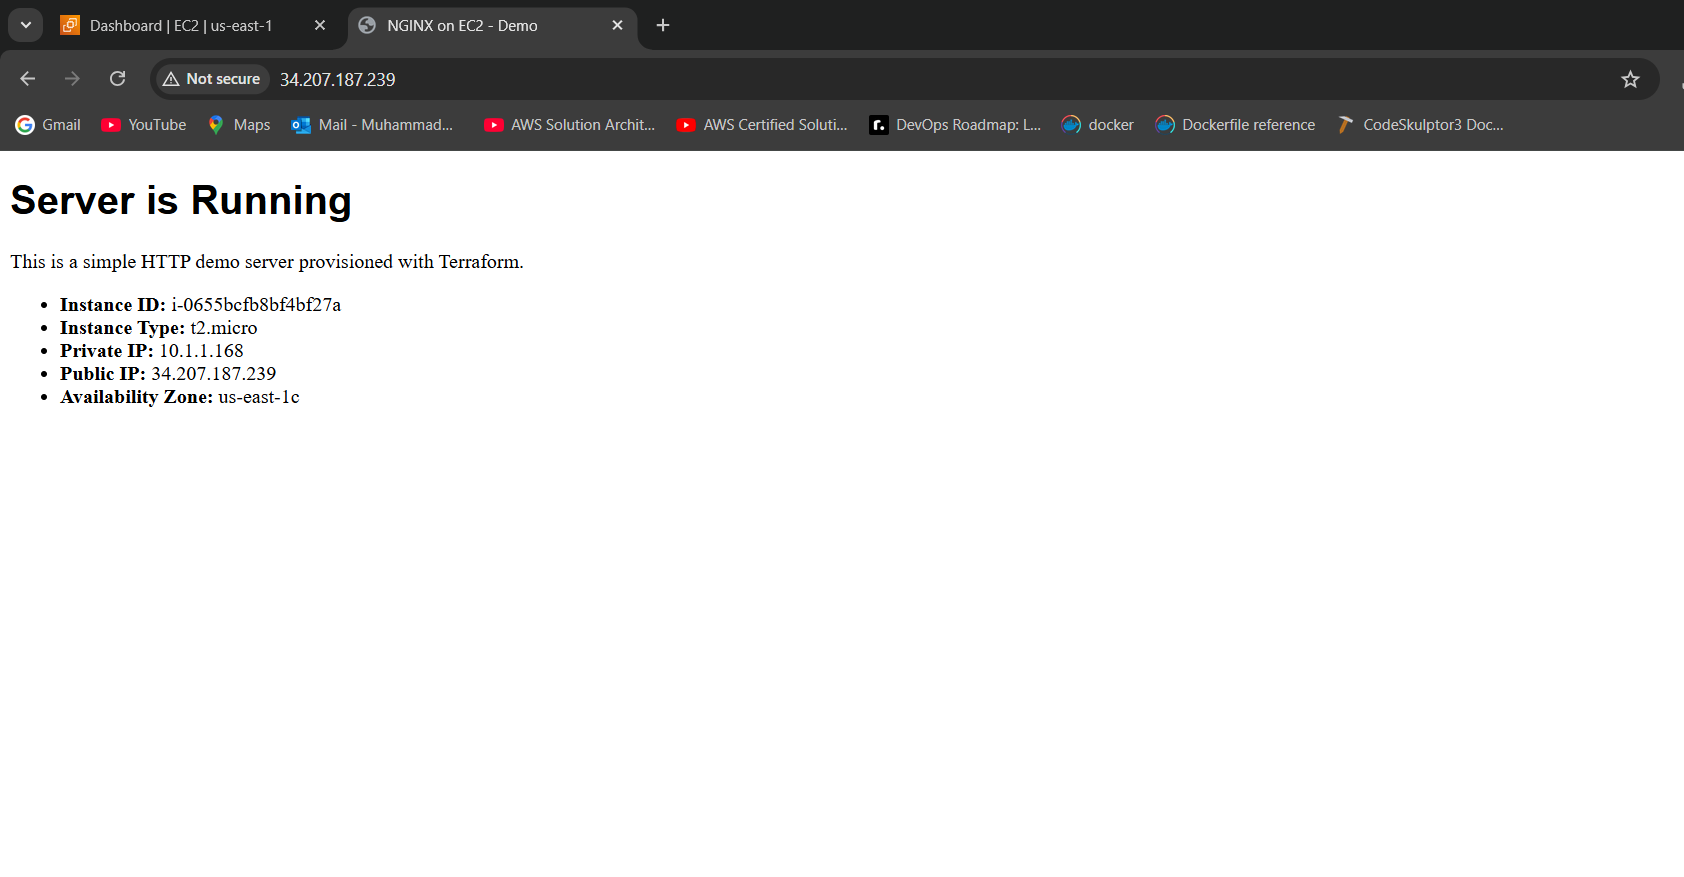 Dashboard | EC2 | us-east-1
NGINX on EC2 - Demo
Not secure
34.207.187.239
Gmail
YouTube
Maps
Mail - Muhammad...
AWS Solution Archit...
AWS Certified Soluti...
r.
DevOps Roadmap: L...
docker
Dockerfile reference
CodeSkulptor3 Doc...
Server is Running
This is a simple HTTP demo server provisioned with Terraform.
Instance ID: i-0655bcfb8bf4bf27a
Instance Type: t2.micro
Private IP: 10.1.1.168
Public IP: 34.207.187.239
Availability Zone: us-east-1c